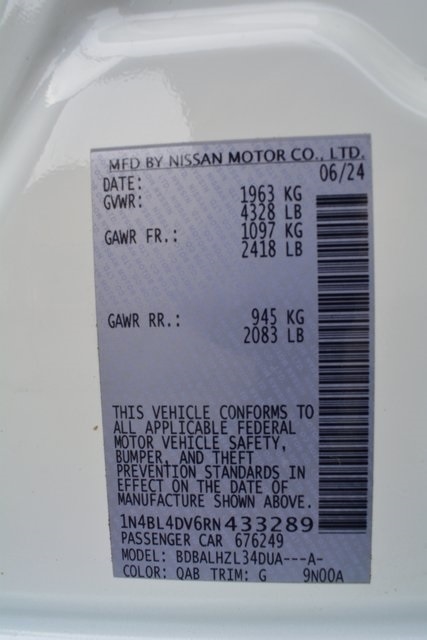 MFD BY NISSAN MOTOR CO., LTD.
DATE: 06/24
GVWR: 1963 KG
4328 LB
GAWR FR.: 1097 KG
2418 LB
GAWR RR.: 945 KG
2083 LB
THIS VEHICLE CONFORMS TO
ALL APPLICABLE FEDERAL
MOTOR VEHICLE SAFETY,
BUMPER, AND THEFT
PREVENTION STANDARDS IN
EFFECT ON THE DATE OF
MANUFACTURE SHOWN ABOVE.
1N4BL4DV6RN433289
PASSENGER CAR 676249
MODEL: BDBALHZL34DUA---A-
COLOR: QAB TRIM: G 9N00A